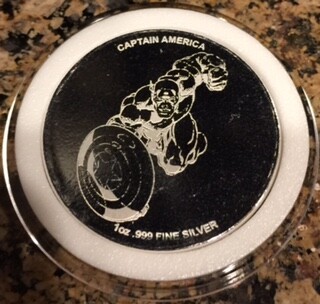 CAPTAIN AMERICA
1oz .999 FINE SILVER